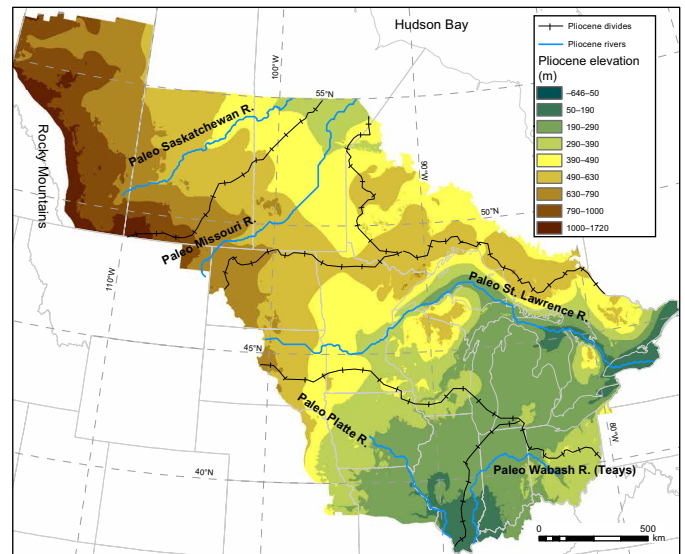 Hudson Bay
Pliocene divides
Pliocene rivers
Pliocene elevation
(m)
-646–50
50–190
190–290
290–390
390–490
490–630
630–790
790–1000
1000–1720
100°W
55°N
Paleo Saskatchewan R.
Rocky Mountains
90°W
50°N
Paleo Missouri R.
110°W
Paleo St. Lawrence R.
45°N
Paleo Platte R.
80°W
40°N
Paleo Wabash R. (Teays)
0
500
km